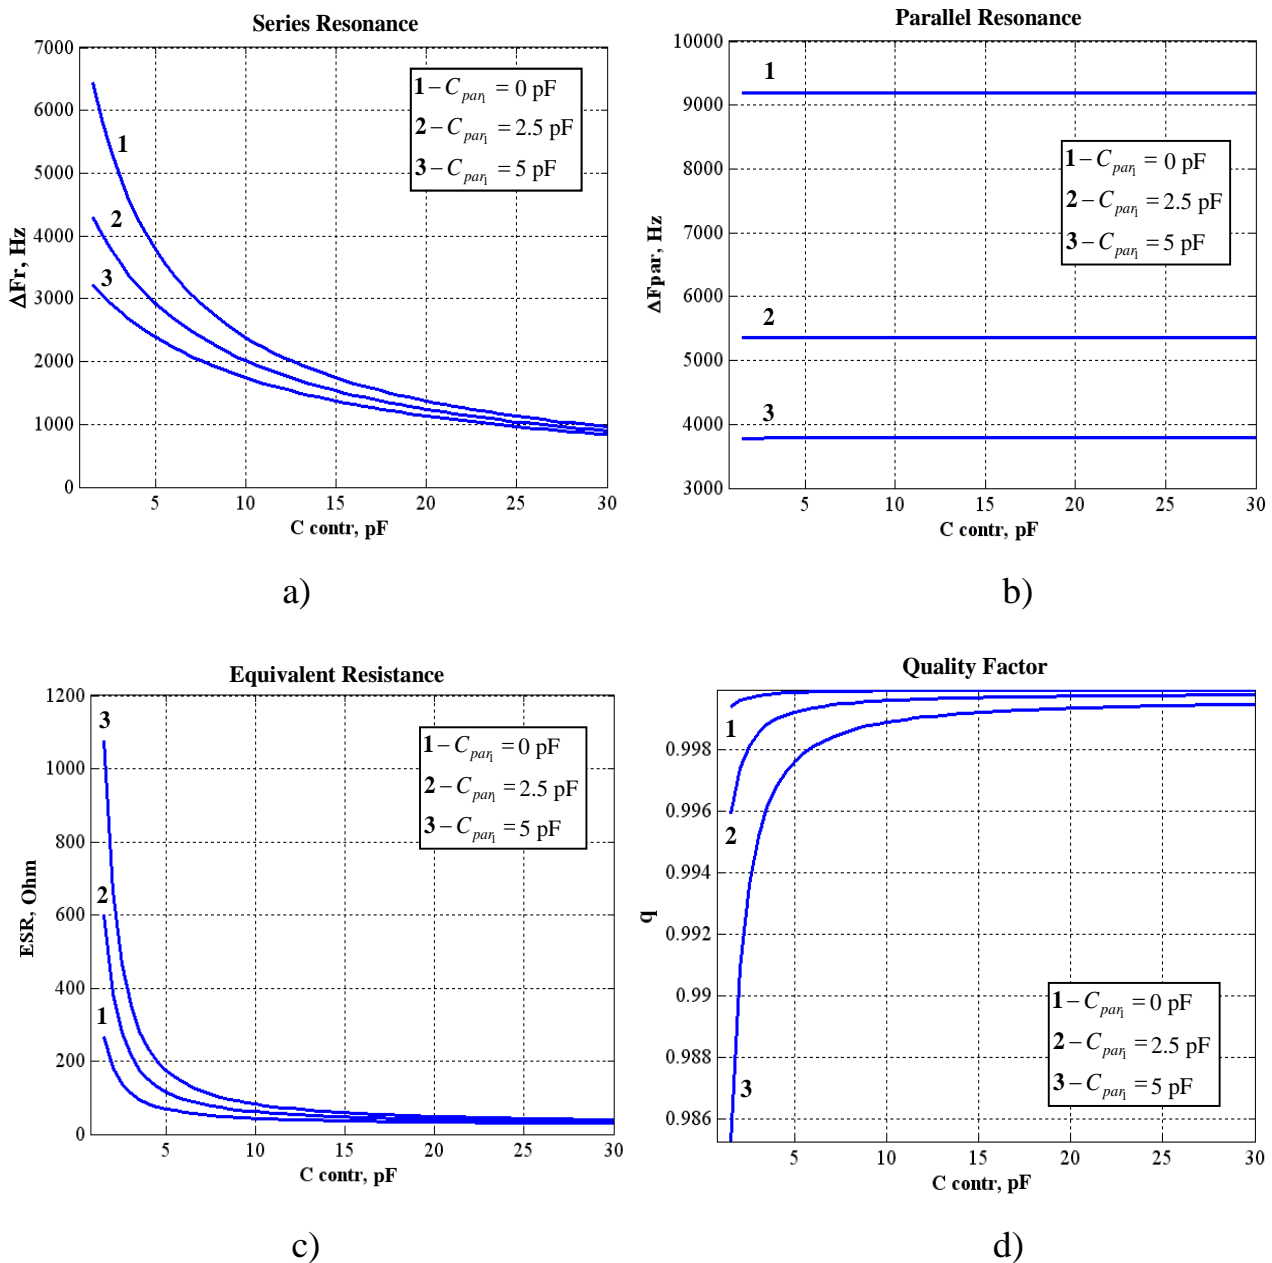 Series Resonance
7000
6000
5000
4000
3000
2000
1000
0
5
10
15
20
25
30
ΔFr, Hz
C contr, pF
1
2
3
1 – C_par1 = 0 pF
2 – C_par1 = 2.5 pF
3 – C_par1 = 5 pF
a)
Parallel Resonance
10000
9000
8000
7000
6000
5000
4000
3000
5
10
15
20
25
30
ΔFpar, Hz
C contr, pF
1
2
3
1 – C_par1 = 0 pF
2 – C_par1 = 2.5 pF
3 – C_par1 = 5 pF
b)
Equivalent Resistance
1200
1000
800
600
400
200
0
5
10
15
20
25
30
ESR, Ohm
C contr, pF
3
2
1
1 – C_par1 = 0 pF
2 – C_par1 = 2.5 pF
3 – C_par1 = 5 pF
c)
Quality Factor
0.998
0.996
0.994
0.992
0.99
0.988
0.986
5
10
15
20
25
30
q
C contr, pF
1
2
3
1 – C_par1 = 0 pF
2 – C_par1 = 2.5 pF
3 – C_par1 = 5 pF
d)